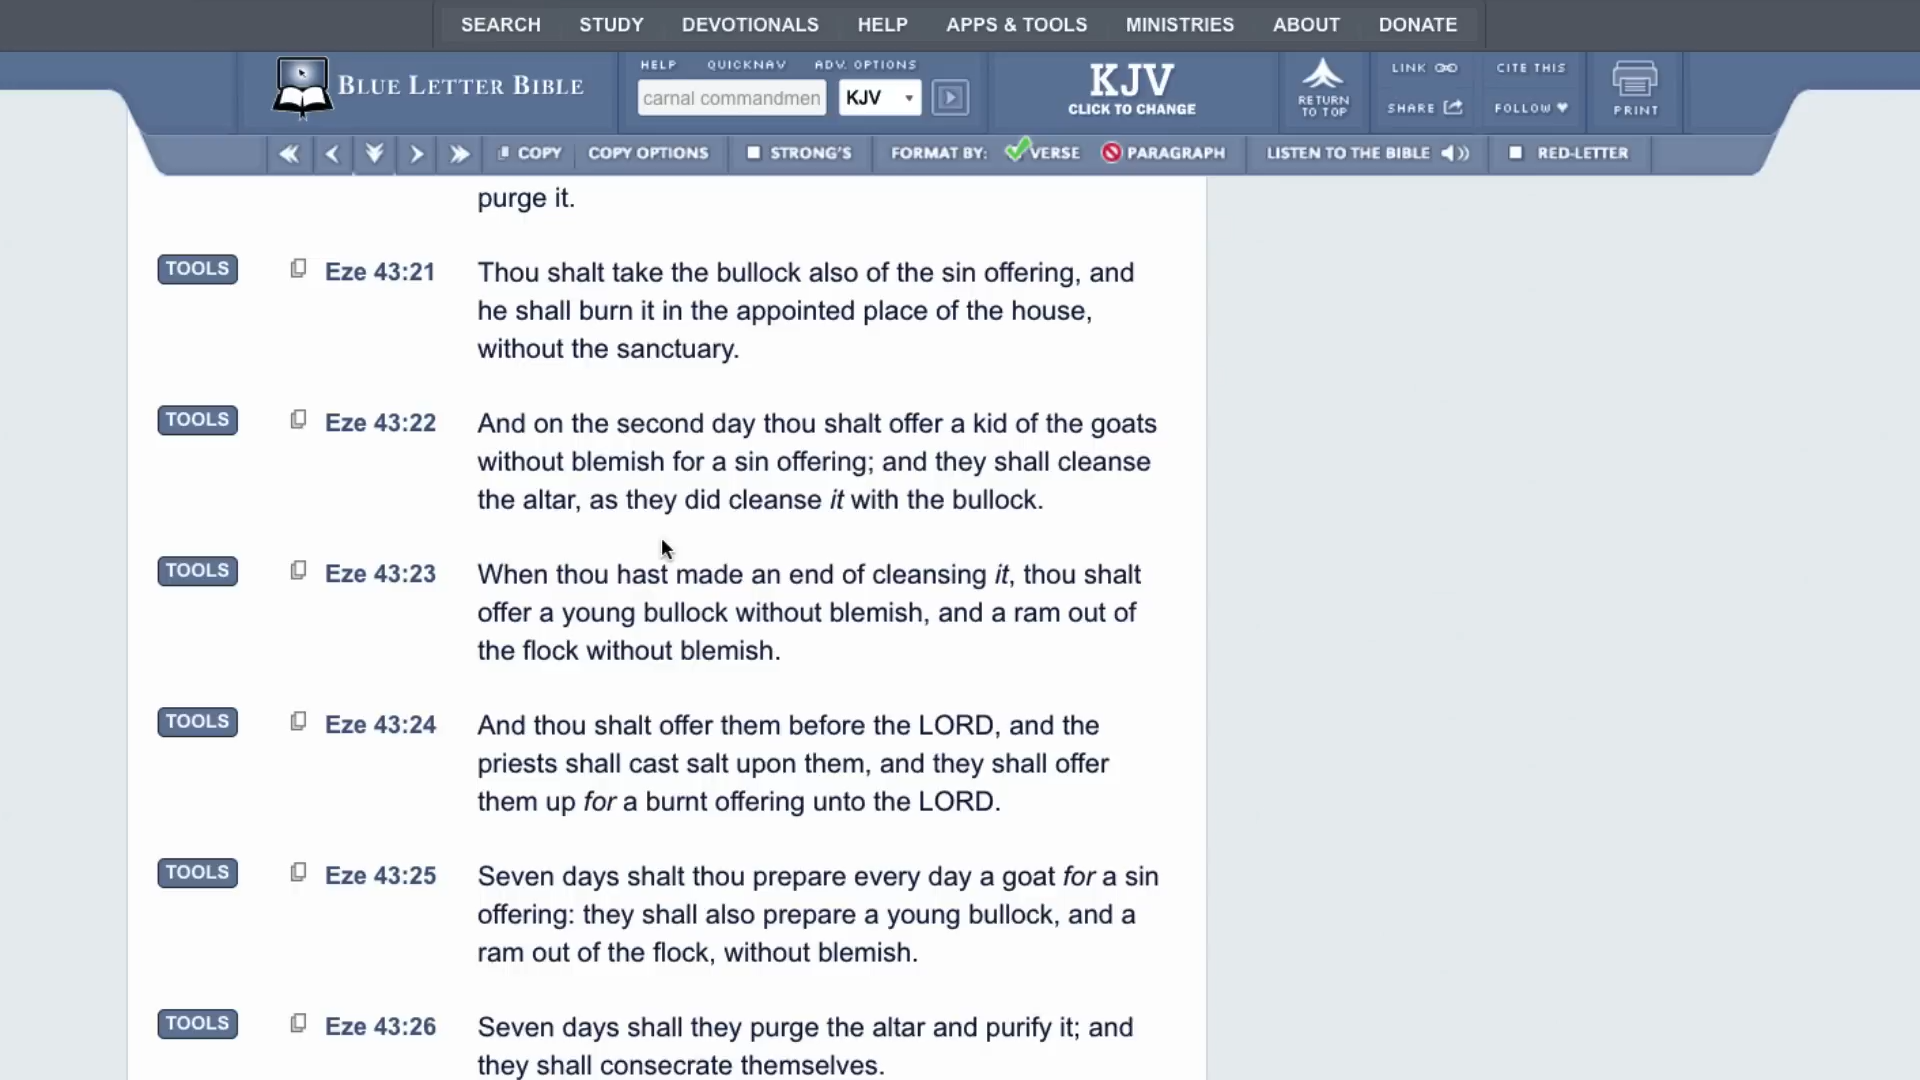 SEARCH STUDY DEVOTIONALS HELP APPS & TOOLS MINISTRIES ABOUT DONATE
BLUE LETTER BIBLE
HELP QUICKNAV ADV. OPTIONS
carnal commandmen KJV
KJV
CLICK TO CHANGE
RETURN
TO TOP
LINK
SHARE
CITE THIS
FOLLOW
PRINT
COPY COPY OPTIONS STRONG'S FORMAT BY: VERSE PARAGRAPH LISTEN TO THE BIBLE RED-LETTER
purge it.
TOOLS Eze 43:21 Thou shalt take the bullock also of the sin offering, and
he shall burn it in the appointed place of the house,
without the sanctuary.
TOOLS Eze 43:22 And on the second day thou shalt offer a kid of the goats
without blemish for a sin offering; and they shall cleanse
the altar, as they did cleanse it with the bullock.
TOOLS Eze 43:23 When thou hast made an end of cleansing it, thou shalt
offer a young bullock without blemish, and a ram out of
the flock without blemish.
TOOLS Eze 43:24 And thou shalt offer them before the LORD, and the
priests shall cast salt upon them, and they shall offer
them up for a burnt offering unto the LORD.
TOOLS Eze 43:25 Seven days shalt thou prepare every day a goat for a sin
offering: they shall also prepare a young bullock, and a
ram out of the flock, without blemish.
TOOLS Eze 43:26 Seven days shall they purge the altar and purify it; and
they shall consecrate themselves.